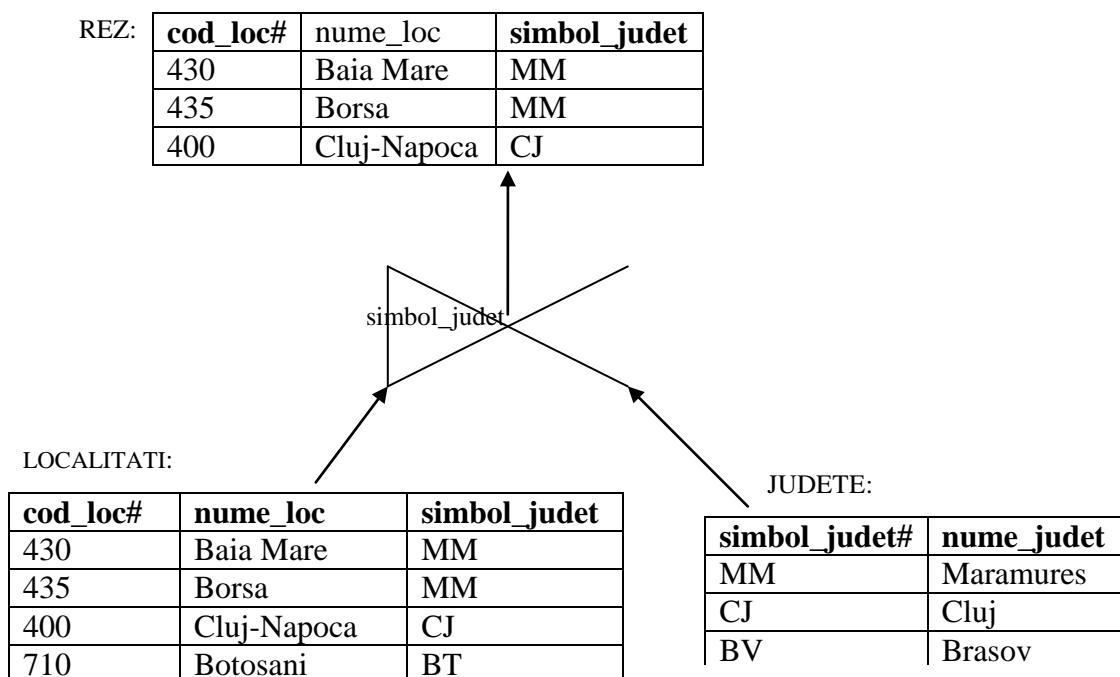 REZ: cod_loc# nume_loc simbol_judet
430 Baia Mare MM
435 Borsa MM
400 Cluj-Napoca CJ
simbol_judet
LOCALITATI:
cod_loc# nume_loc simbol_judet
430 Baia Mare MM
435 Borsa MM
400 Cluj-Napoca CJ
710 Botosani BT
JUDETE:
simbol_judet# nume_judet
MM Maramures
CJ Cluj
BV Brasov